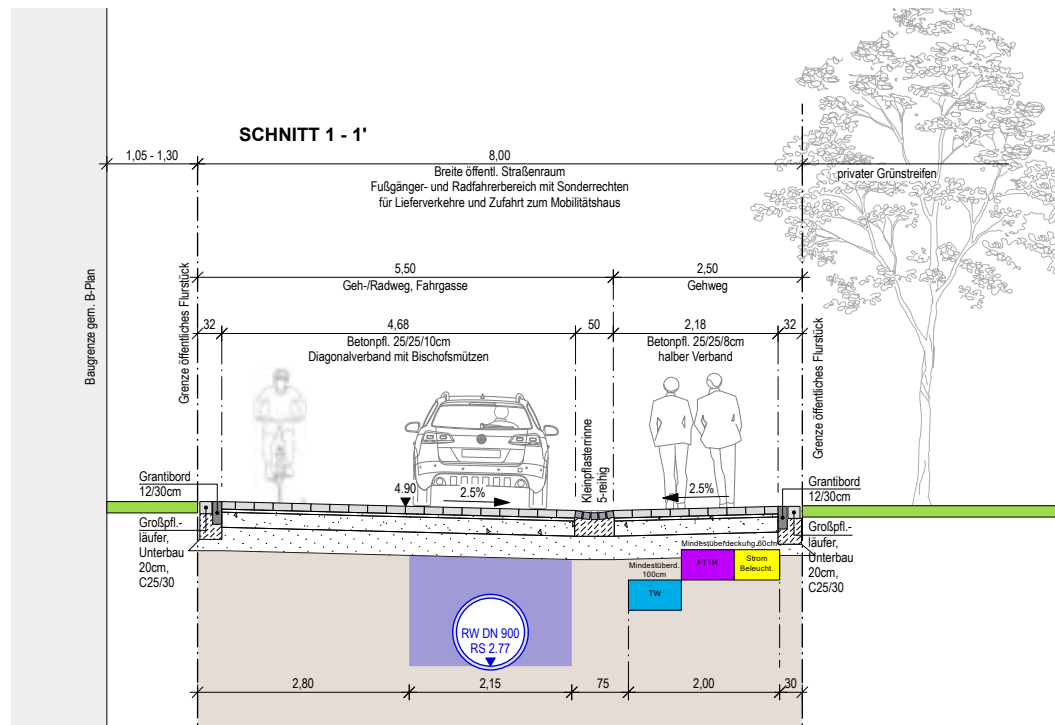 SCHNITT 1 - 1'
1,05 - 1,30
8,00
Breite öffentl. Straßenraum
Fußgänger- und Radfahrerbereich mit Sonderrechten
für Lieferverkehre und Zufahrt zum Mobilitätshaus
privater Grünstreifen
5,50
2,50
Geh-/Radweg, Fahrgasse
Gehweg
32
4,68
50
2,18
32
Betonpfl. 25/25/10cm
Diagonalverband mit Bischofsmützen
Betonpfl. 25/25/8cm
halber Verband
Baugrenze gem. B-Plan
Grenze öffentliches Flurstück
Kleinpflasterrinne
5-reihig
Grenze öffentliches Flurstück
Grantibord
12/30cm
4.90
2.5%
2.5%
Grantibord
12/30cm
Großpfl.-
läufer,
Unterbau
20cm,
C25/30
Großpfl.-
läufer,
Unterbau
20cm,
C25/30
Mindestüberdeckuhg 60cm
Mindestüberd.
100cm
FTTH
Strom
Beleucht.
TW
RW DN 900
RS 2.77
2,80
2,15
75
2,00
30